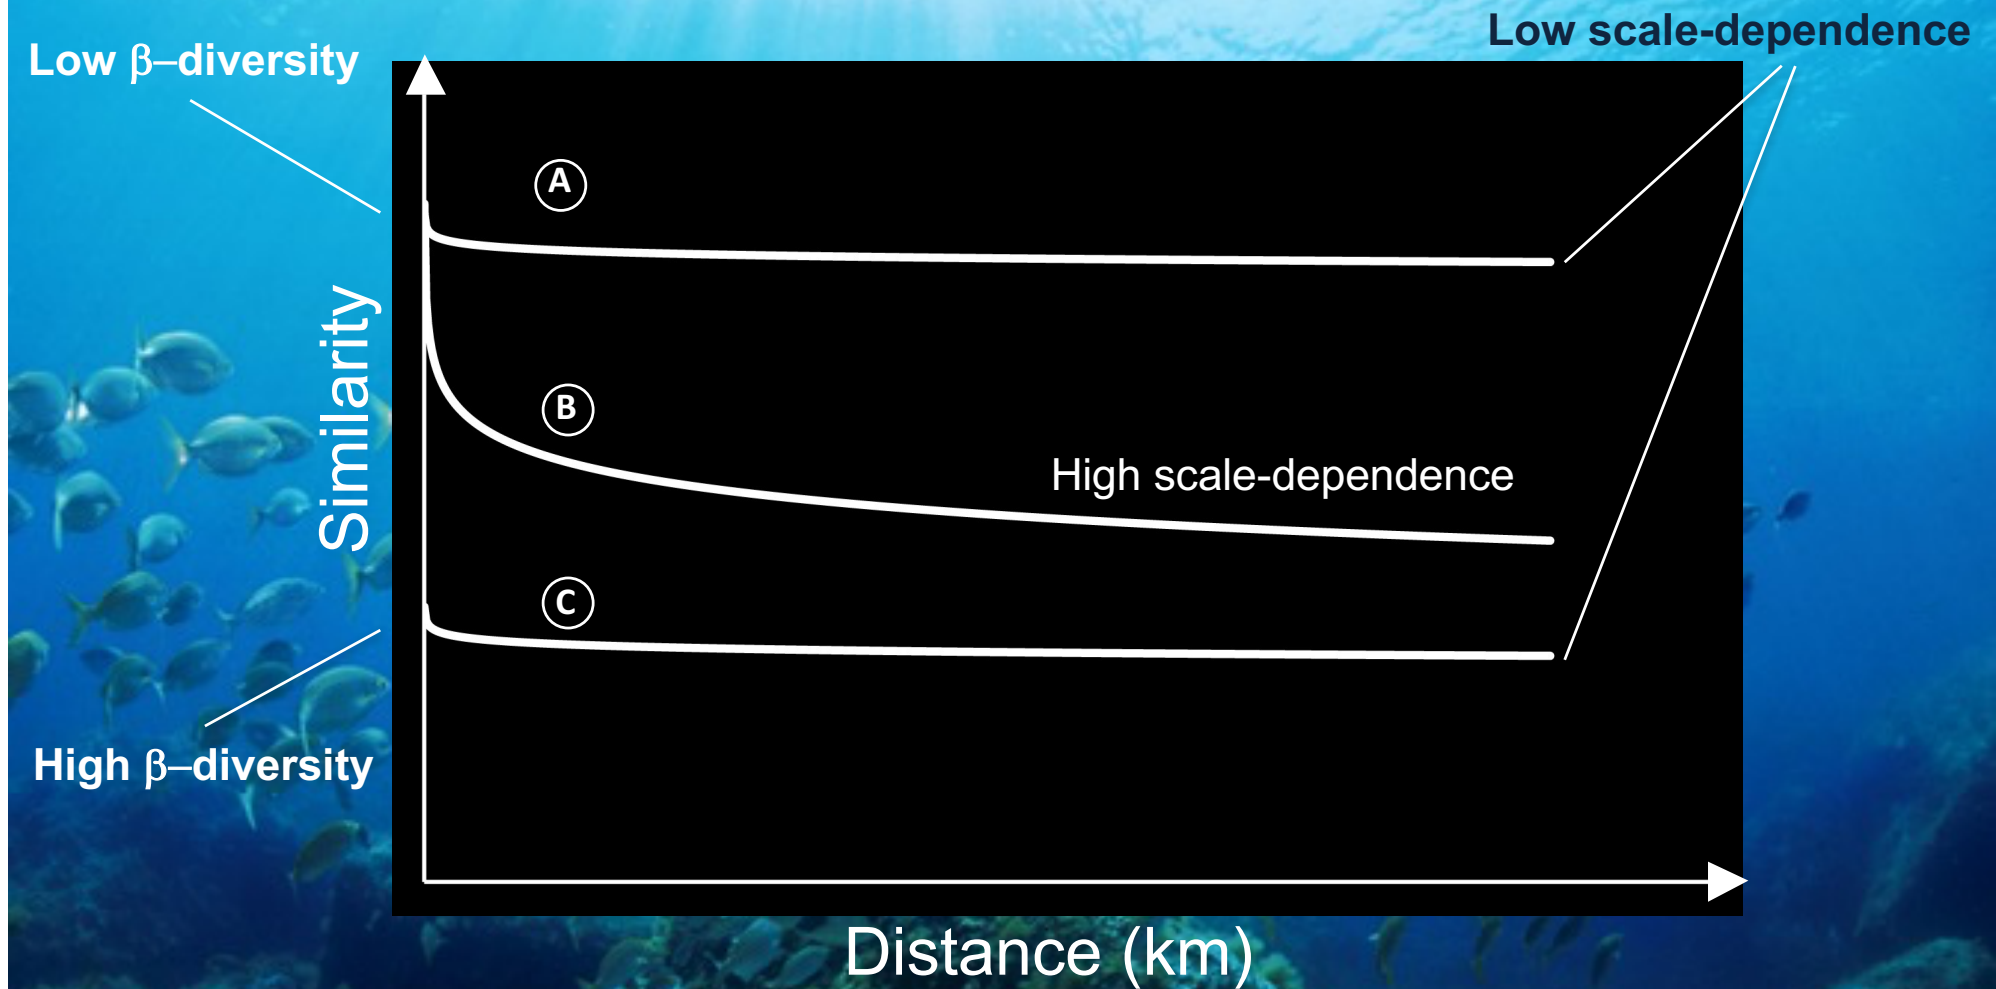 Low scale-dependence
Low β–diversity
A
Similarity
B
High scale-dependence
C
High β–diversity
Distance (km)